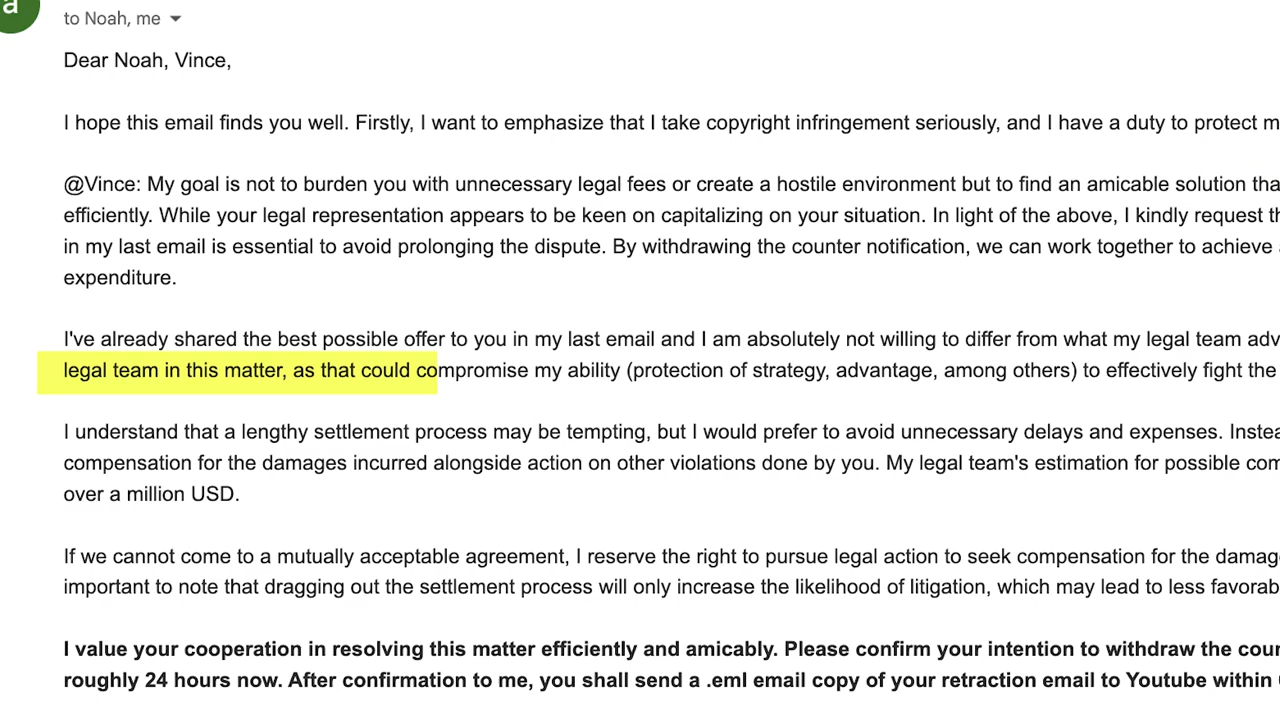 a
to Noah, me
Dear Noah, Vince,
I hope this email finds you well. Firstly, I want to emphasize that I take copyright infringement seriously, and I have a duty to protect m
@Vince: My goal is not to burden you with unnecessary legal fees or create a hostile environment but to find an amicable solution tha
efficiently. While your legal representation appears to be keen on capitalizing on your situation. In light of the above, I kindly request th
in my last email is essential to avoid prolonging the dispute. By withdrawing the counter notification, we can work together to achieve
expenditure.
I've already shared the best possible offer to you in my last email and I am absolutely not willing to differ from what my legal team adv
legal team in this matter, as that could compromise my ability (protection of strategy, advantage, among others) to effectively fight the
I understand that a lengthy settlement process may be tempting, but I would prefer to avoid unnecessary delays and expenses. Instea
compensation for the damages incurred alongside action on other violations done by you. My legal team's estimation for possible com
over a million USD.
If we cannot come to a mutually acceptable agreement, I reserve the right to pursue legal action to seek compensation for the damag
important to note that dragging out the settlement process will only increase the likelihood of litigation, which may lead to less favorab
I value your cooperation in resolving this matter efficiently and amicably. Please confirm your intention to withdraw the coun
roughly 24 hours now. After confirmation to me, you shall send a .eml email copy of your retraction email to Youtube within